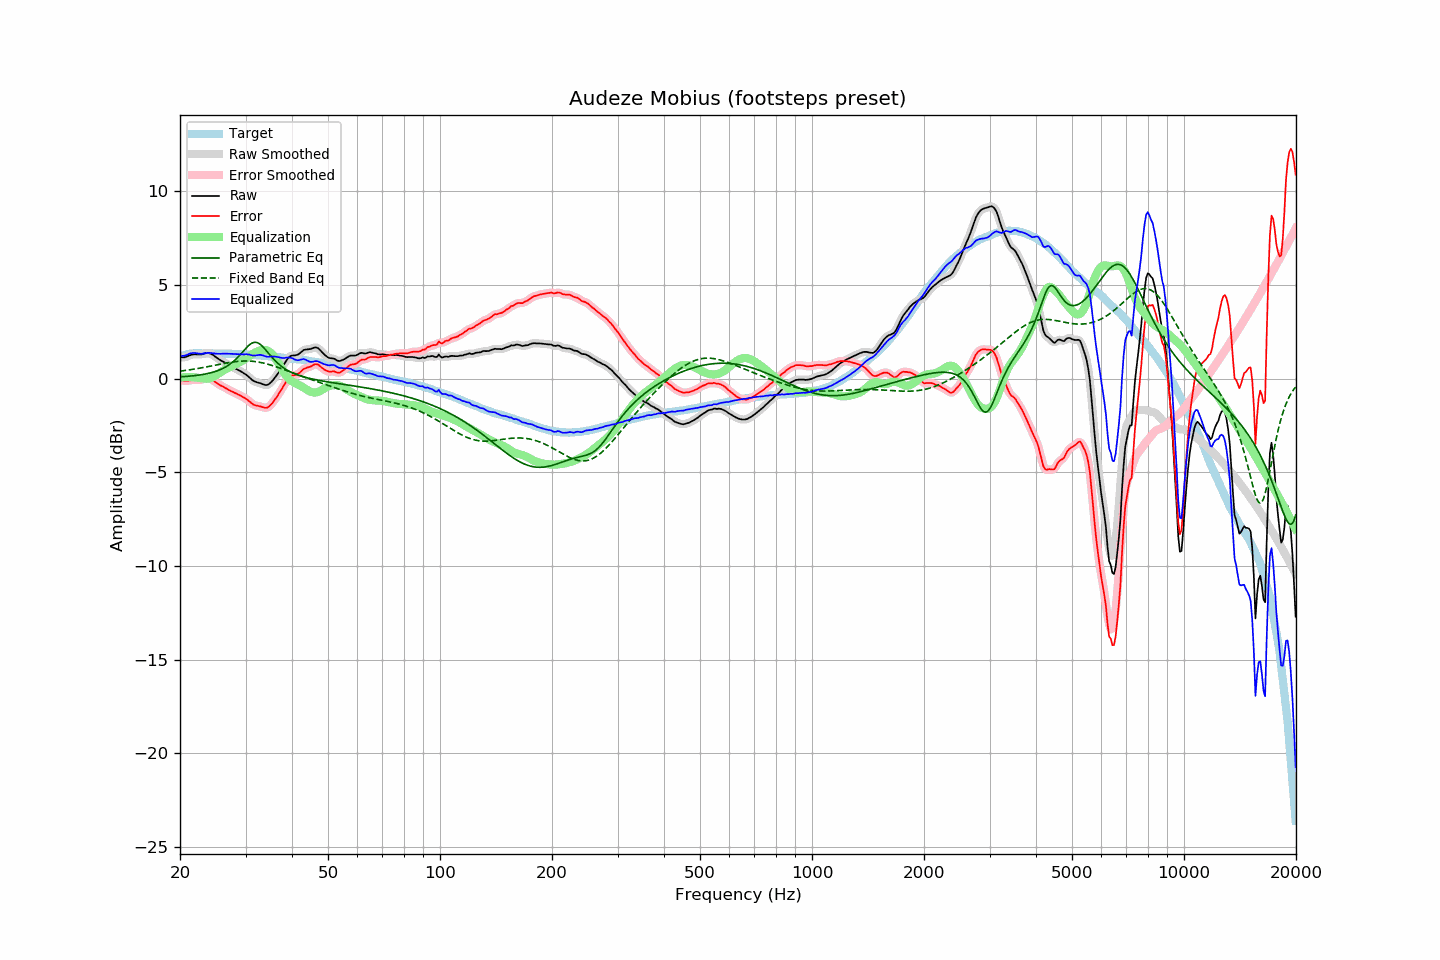 Audeze Mobius (footsteps preset)
Target
Raw Smoothed
Error Smoothed
Raw
Error
Equalization
Parametric Eq
Fixed Band Eq
Equalized
10
5
0
−5
−10
−15
−20
−25
Amplitude (dBr)
20
50
100
200
500
1000
2000
5000
10000
20000
Frequency (Hz)